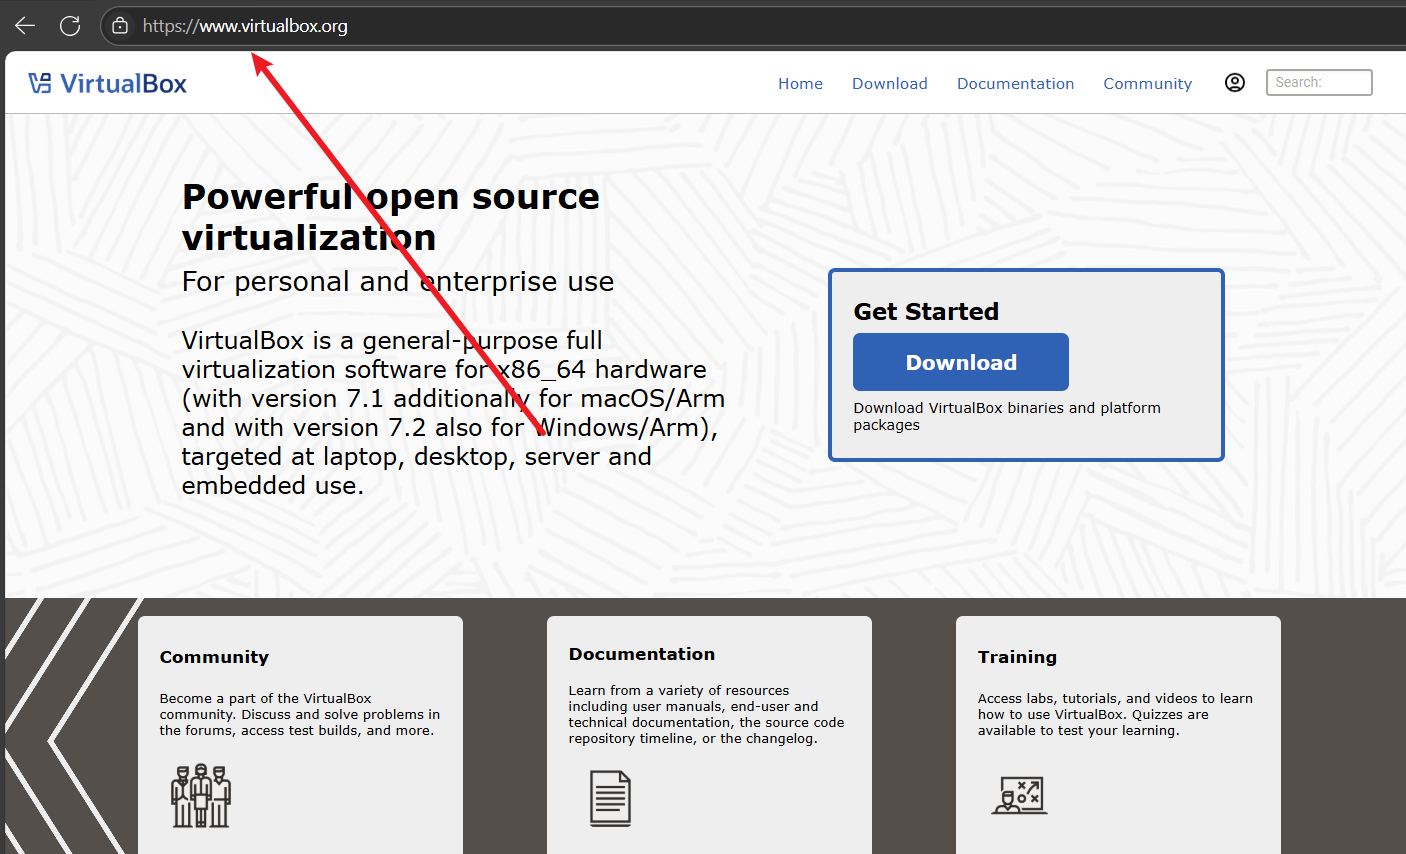 https://www.virtualbox.org
VirtualBox
Home
Download
Documentation
Community
Search:
Powerful open source
virtualization
For personal and enterprise use
VirtualBox is a general-purpose full
virtualization software for x86_64 hardware
(with version 7.1 additionally for macOS/Arm
and with version 7.2 also for Windows/Arm),
targeted at laptop, desktop, server and
embedded use.
Get Started
Download
Download VirtualBox binaries and platform
packages
Community
Become a part of the VirtualBox
community. Discuss and solve problems in
the forums, access test builds, and more.
Documentation
Learn from a variety of resources
including user manuals, end-user and
technical documentation, the source code
repository timeline, or the changelog.
Training
Access labs, tutorials, and videos to learn
how to use VirtualBox. Quizzes are
available to test your learning.